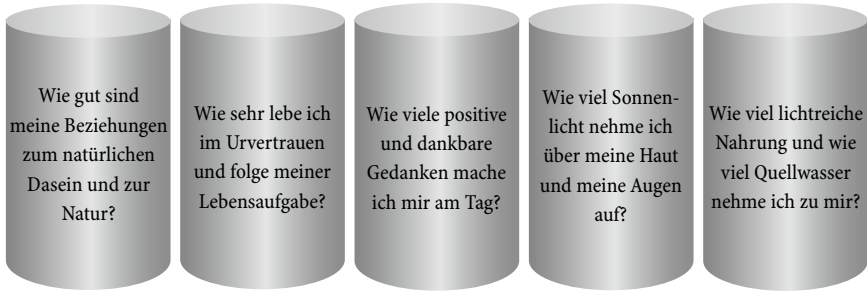 Wie gut sind
meine Beziehungen
zum natürlichen
Dasein und zur
Natur?
Wie sehr lebe ich
im Urvertrauen
und folge meiner
Lebensaufgabe?
Wie viele positive
und dankbare
Gedanken mache
ich mir am Tag?
Wie viel Sonnen-
licht nehme ich
über meine Haut
und meine Augen
auf?
Wie viel lichtreiche
Nahrung und wie
viel Quellwasser
nehme ich zu mir?